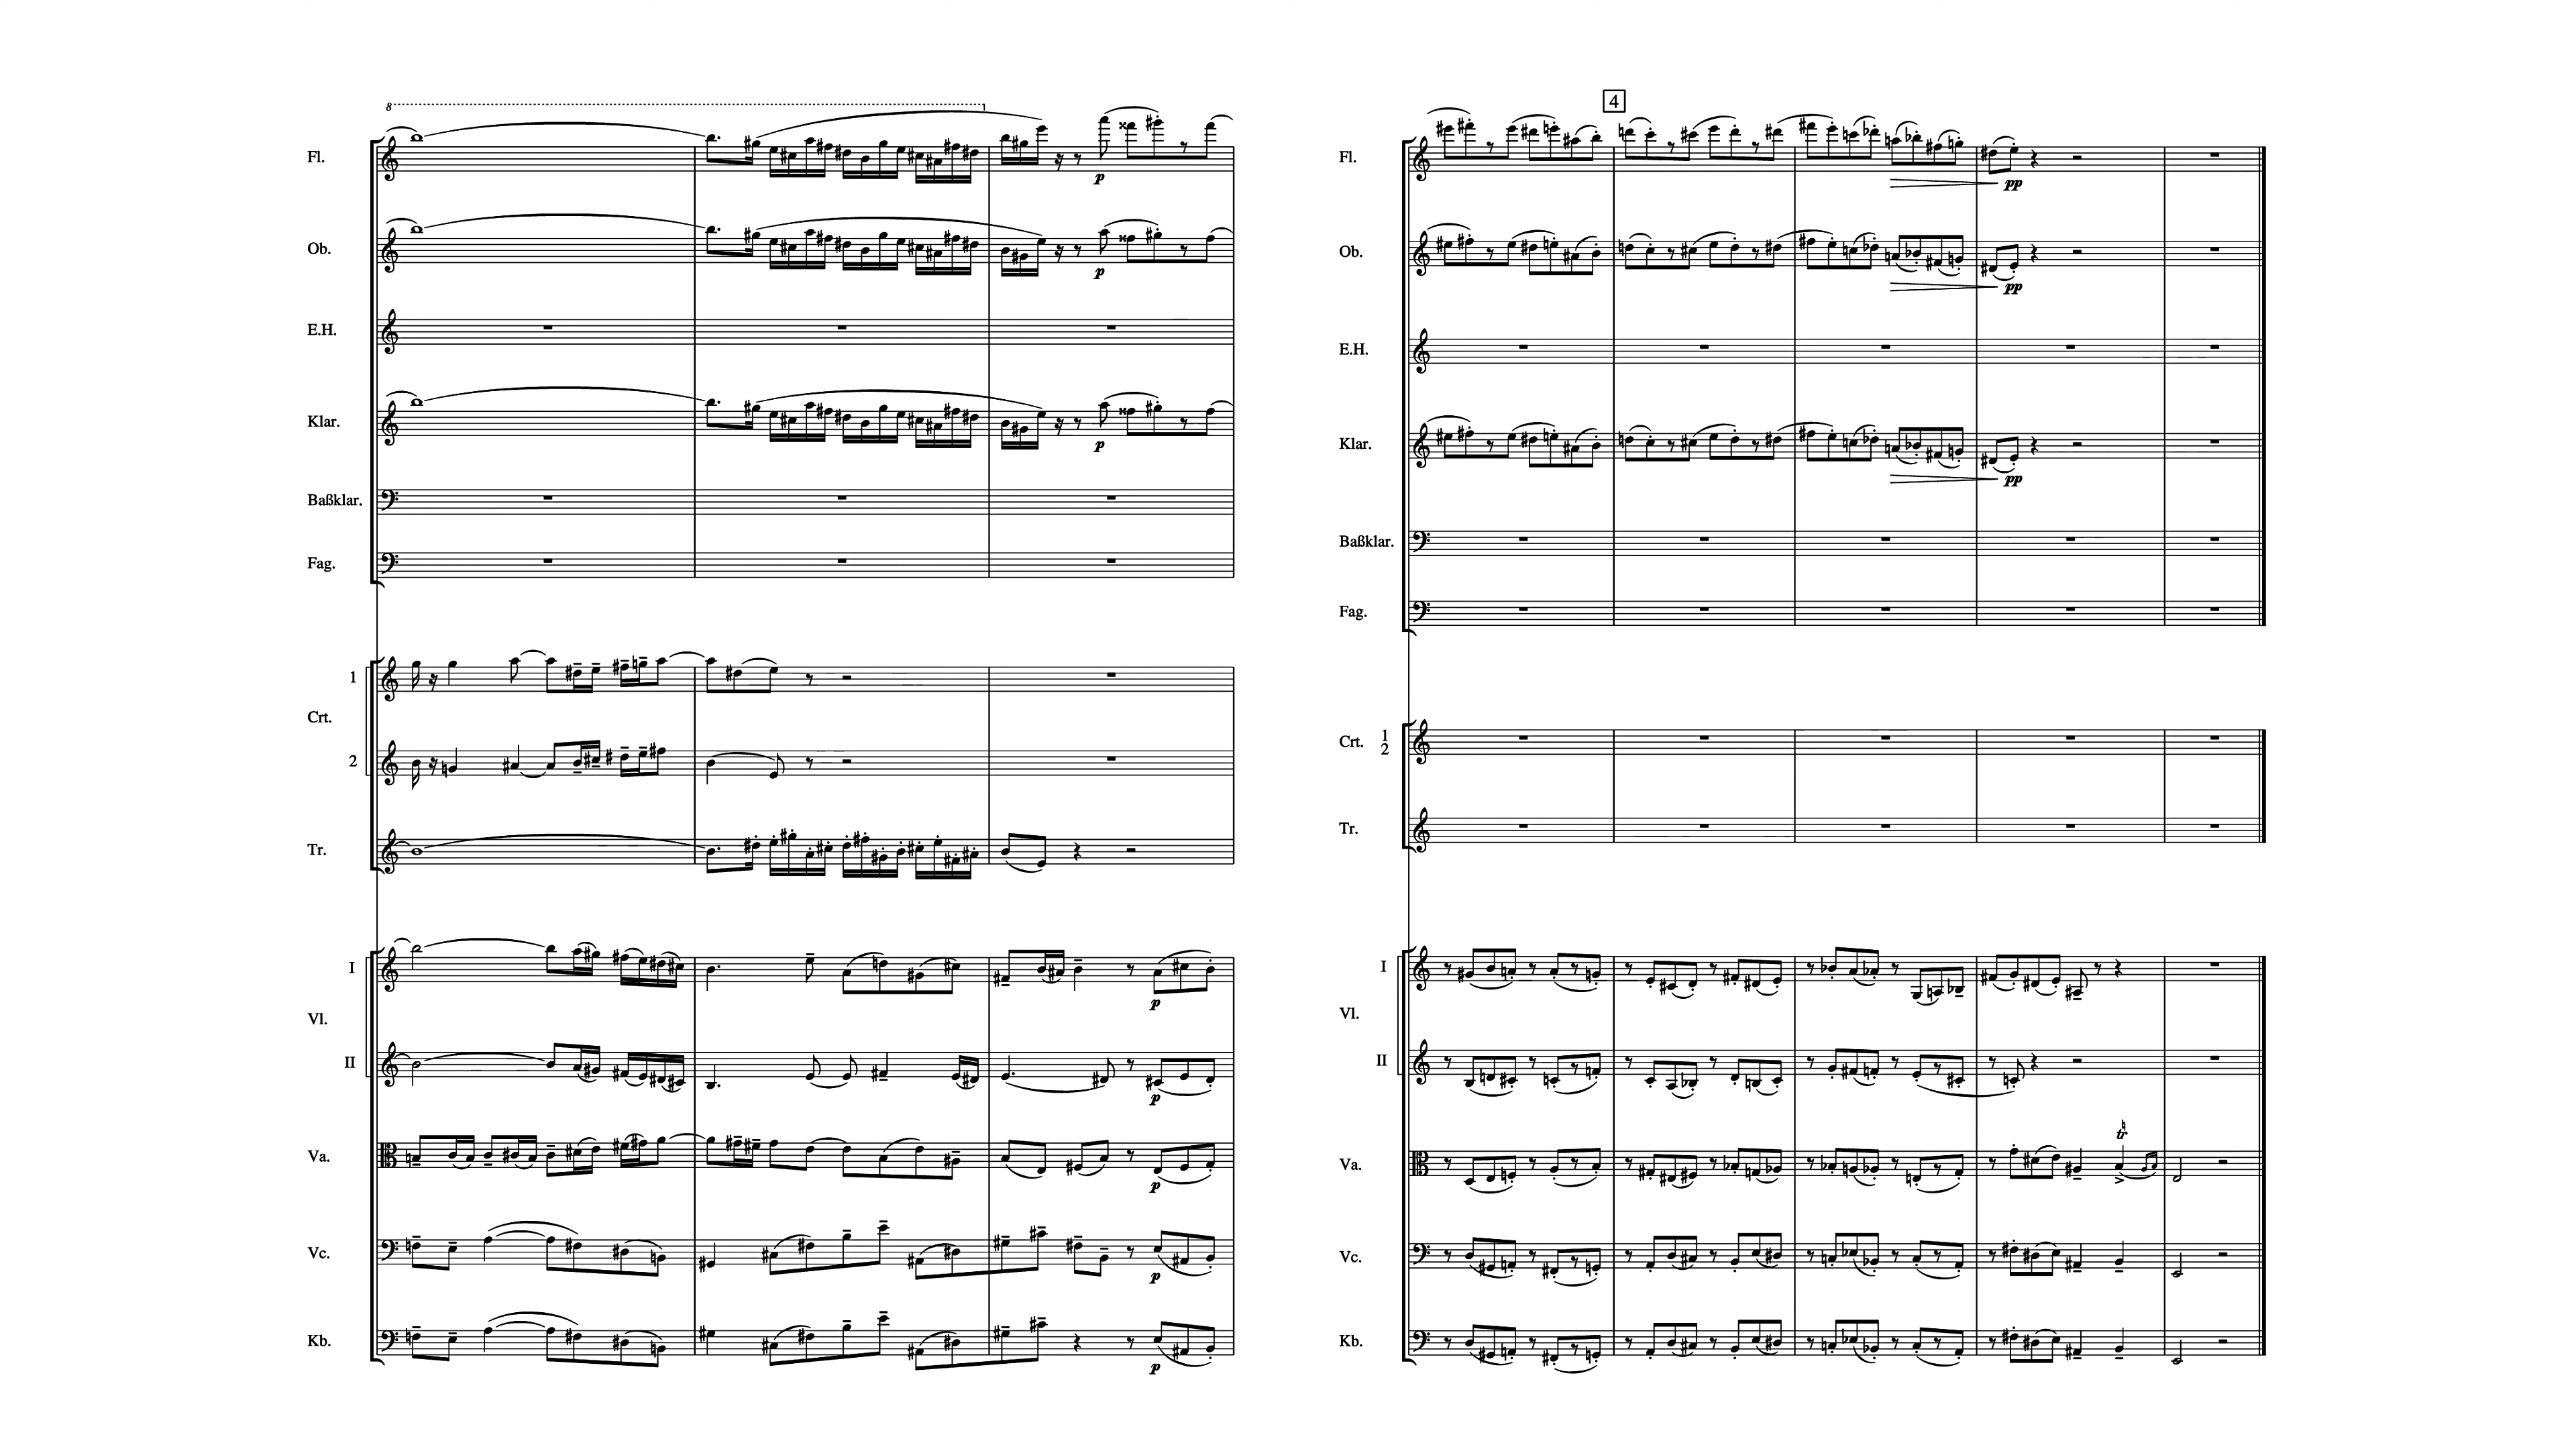 8
Fl.
p
Ob.
p
E.H.
Klar.
p
Baßklar.
Fag.
1
Crt.
2
Tr.
I
p
Vl.
II
p
Va.
p
Vc.
p
Kb.
p
4
Fl.
pp
Ob.
pp
E.H.
Klar.
pp
Baßklar.
Fag.
Crt. 1
2
Tr.
I
Vl.
II
tr
Va.
Vc.
Kb.